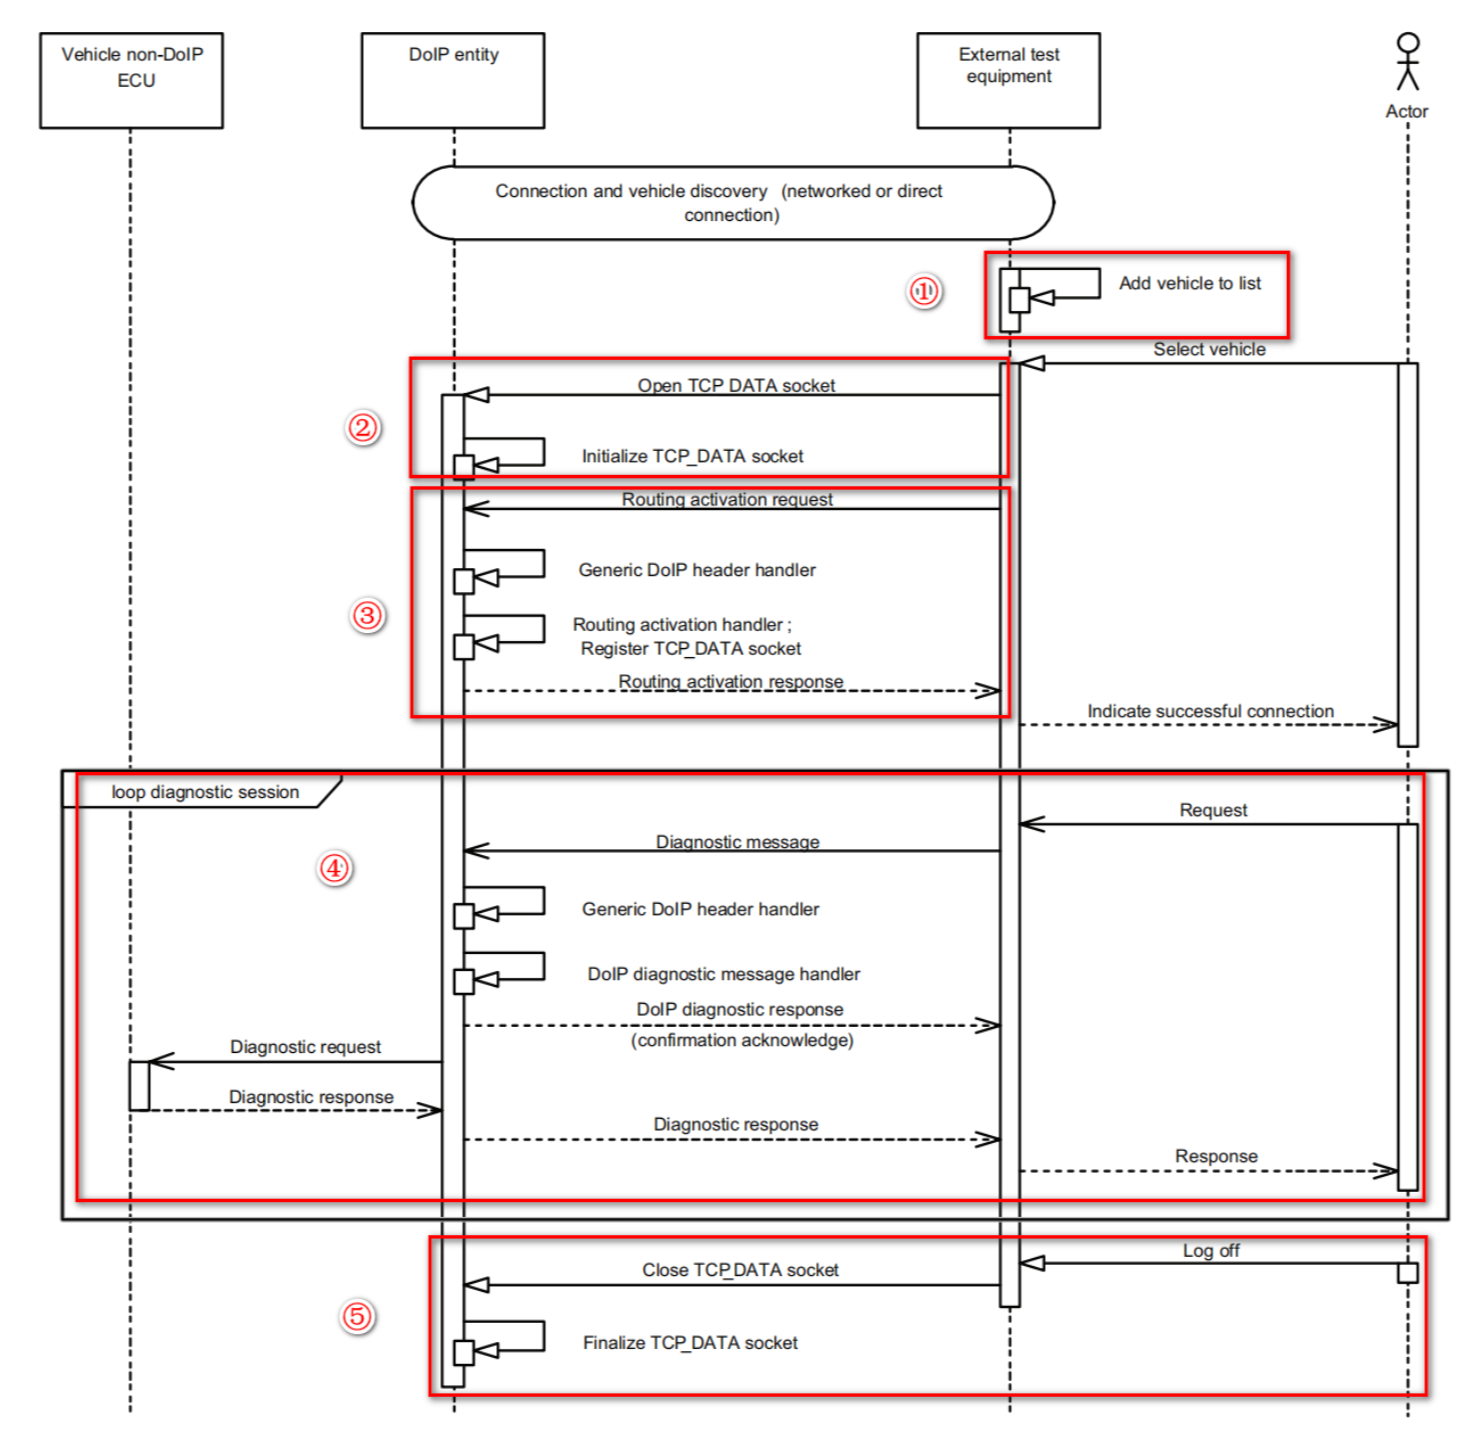 Vehicle non-DoIP
ECU
DoIP entity
External test
equipment
Actor
Connection and vehicle discovery (networked or direct
connection)
①
Add vehicle to list
Select vehicle
Open TCP DATA socket
②
Initialize TCP_DATA socket
Routing activation request
Generic DoIP header handler
③
Routing activation handler ;
Register TCP_DATA socket
Routing activation response
Indicate successful connection
loop diagnostic session
Request
Diagnostic message
④
Generic DoIP header handler
DoIP diagnostic message handler
DoIP diagnostic response
(confirmation acknowledge)
Diagnostic request
Diagnostic response
Diagnostic response
Response
Log off
Close TCP_DATA socket
⑤
Finalize TCP_DATA socket